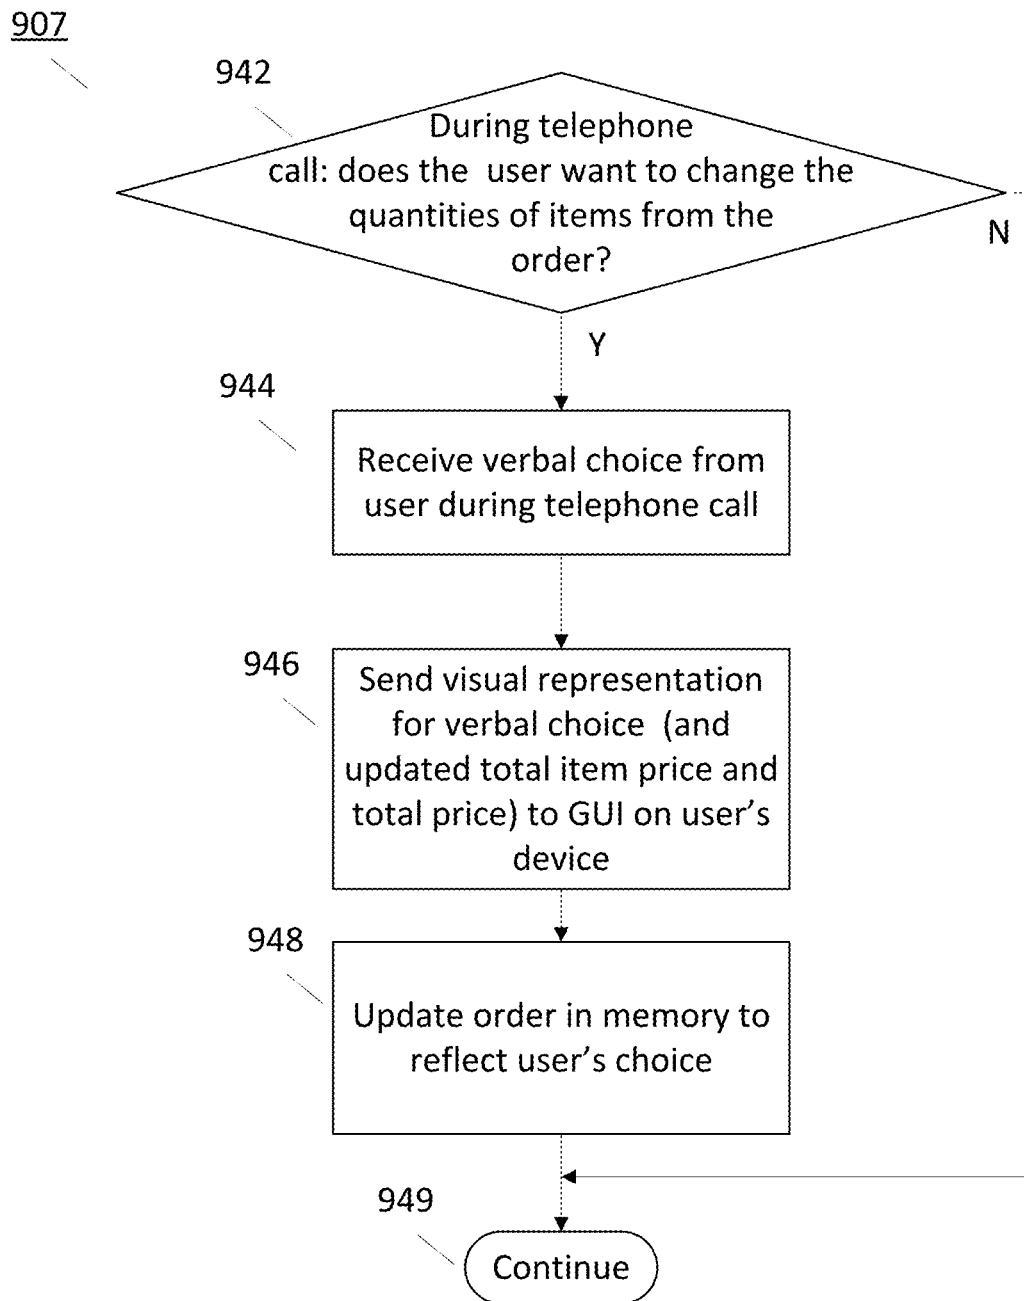 907
942
During telephone
call: does the  user want to change the
quantities of items from the
order?
N
Y
944
Receive verbal choice from
user during telephone call
946
Send visual representation
for verbal choice  (and
updated total item price and
total price) to GUI on user’s
device
948
Update order in memory to
reflect user’s choice
949
Continue